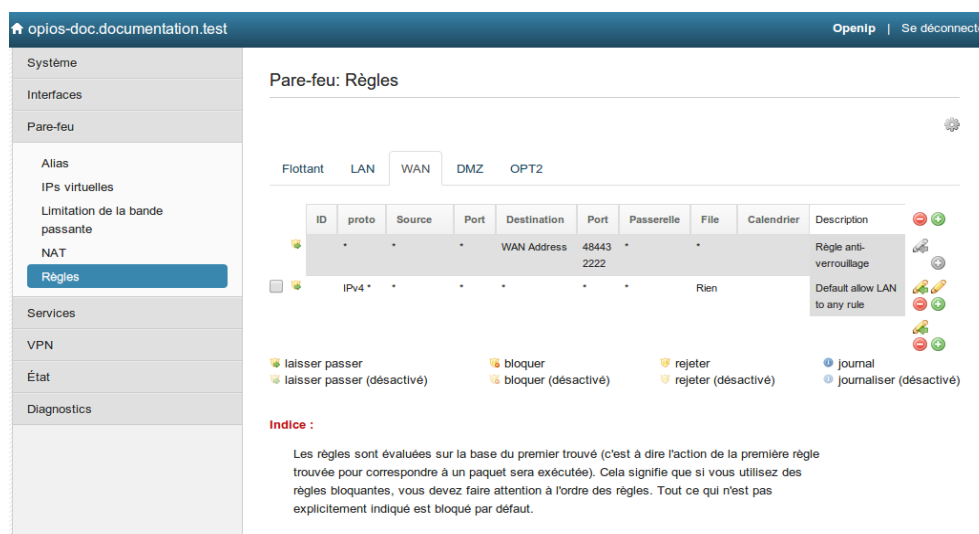 opios-doc.documentation.test
OpenIp | Se déconnecte
Système
Interfaces
Pare-feu
Alias
IPs virtuelles
Limitation de la bande
passante
NAT
Règles
Services
VPN
État
Diagnostics
Pare-feu: Règles
Flottant LAN WAN DMZ OPT2
ID proto Source Port Destination Port Passerelle File Calendrier Description
* * * WAN Address 48443 * * Règle anti-
2222 verrouillage
IPv4 * * * * * * Rien Default allow LAN
to any rule
laisser passer bloquer rejeter journal
laisser passer (désactivé) bloquer (désactivé) rejeter (désactivé) journaliser (désactivé)
Indice :
Les règles sont évaluées sur la base du premier trouvé (c'est à dire l'action de la première règle
trouvée pour correspondre à un paquet sera exécutée). Cela signifie que si vous utilisez des
règles bloquantes, vous devez faire attention à l'ordre des règles. Tout ce qui n'est pas
explicitement indiqué est bloqué par défaut.